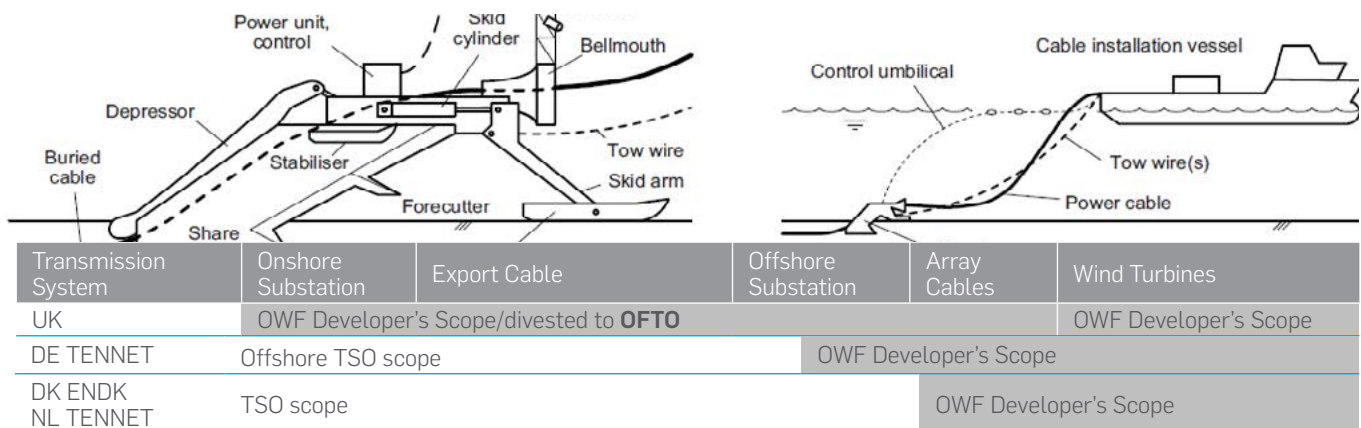 Power unit,
control
Skid
cylinder
Bellmouth
Depressor
Stabiliser
Buried
cable
Tow wire
Skid arm
Forecutter
Share
Cable installation vessel
Control umbilical
Tow wire(s)
Power cable
Transmission
System
Onshore
Substation
Export Cable
Offshore
Substation
Array
Cables
Wind Turbines
UK
OWF Developer's Scope/divested to OFTO
OWF Developer's Scope
DE TENNET
Offshore TSO scope
OWF Developer's Scope
DK ENDK
NL TENNET
TSO scope
OWF Developer's Scope